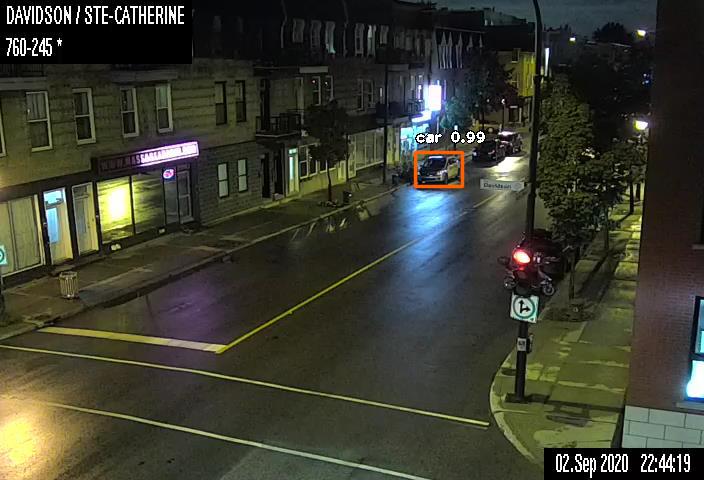 DAVIDSON / STE-CATHERINE
760-245 *
car 0.99
Davidson
02.Sep 2020 22:44:19